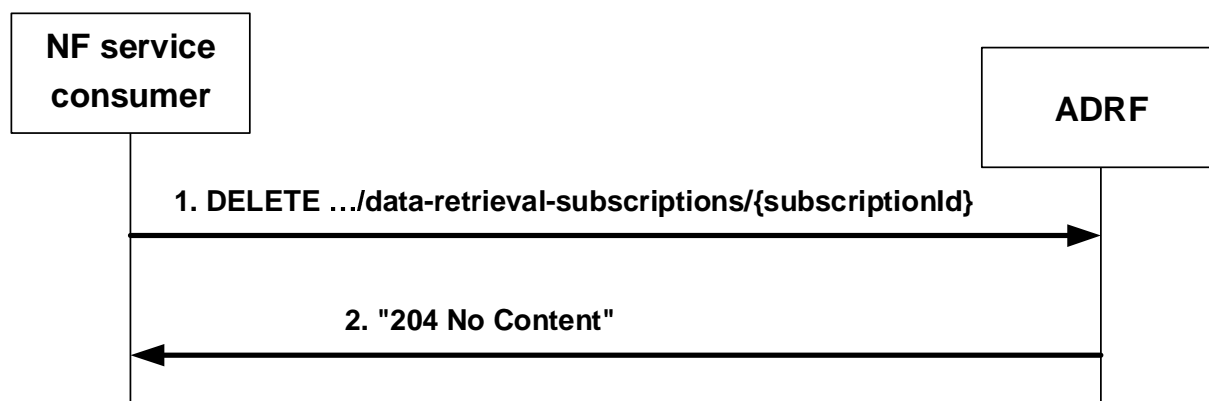 NF service
consumer
ADRF
1. DELETE …/data-retrieval-subscriptions/{subscriptionId}
2. "204 No Content"